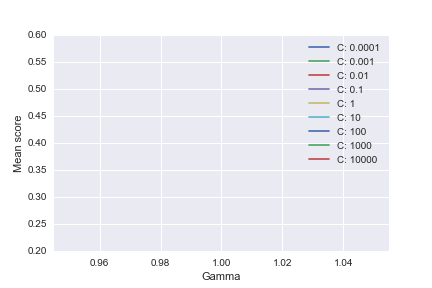 0.60
0.55
0.50
0.45
0.40
0.35
0.30
0.25
0.20
Mean score
C: 0.0001
C: 0.001
C: 0.01
C: 0.1
C: 1
C: 10
C: 100
C: 1000
C: 10000
0.96 0.98 1.00 1.02 1.04
Gamma